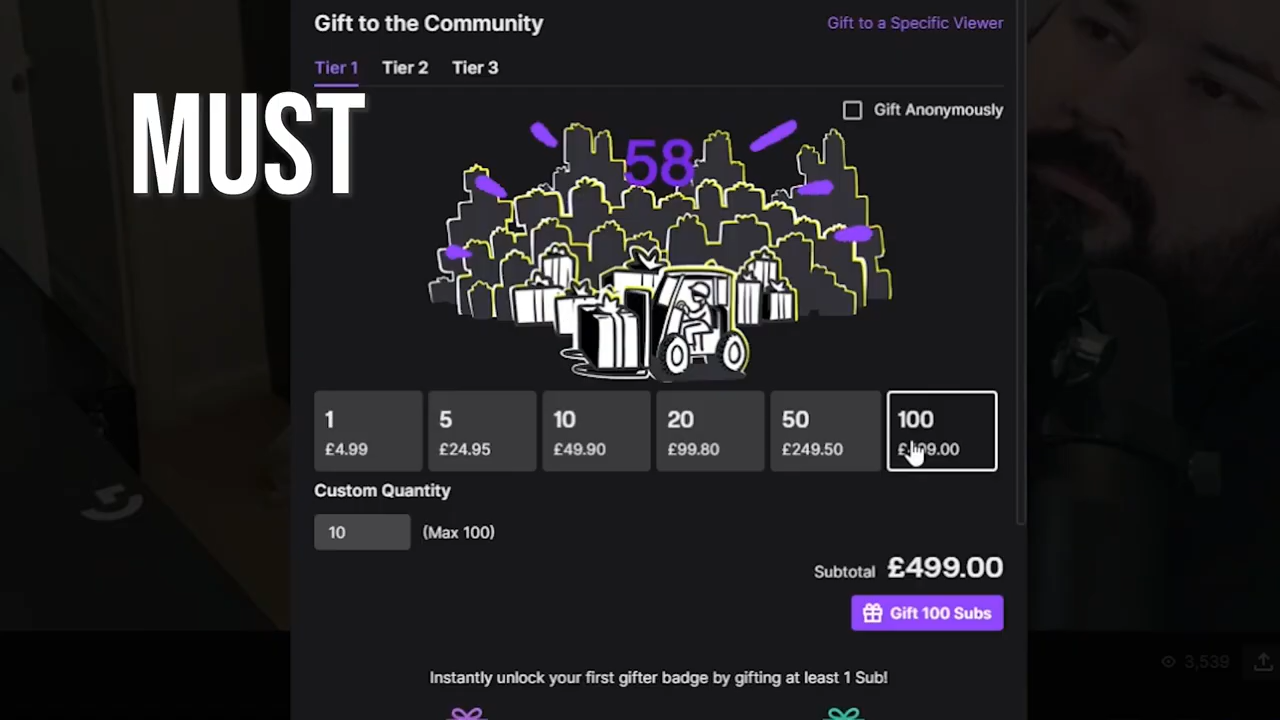 Gift to the Community
Gift to a Specific Viewer
Tier 1
Tier 2
Tier 3
MUST
Gift Anonymously
58
1
£4.99
5
£24.95
10
£49.90
20
£99.80
50
£249.50
100
Custom Quantity
10
(Max 100)
Subtotal £499.00
Gift 100 Subs
3,539
Instantly unlock your first gifter badge by gifting at least 1 Sub!